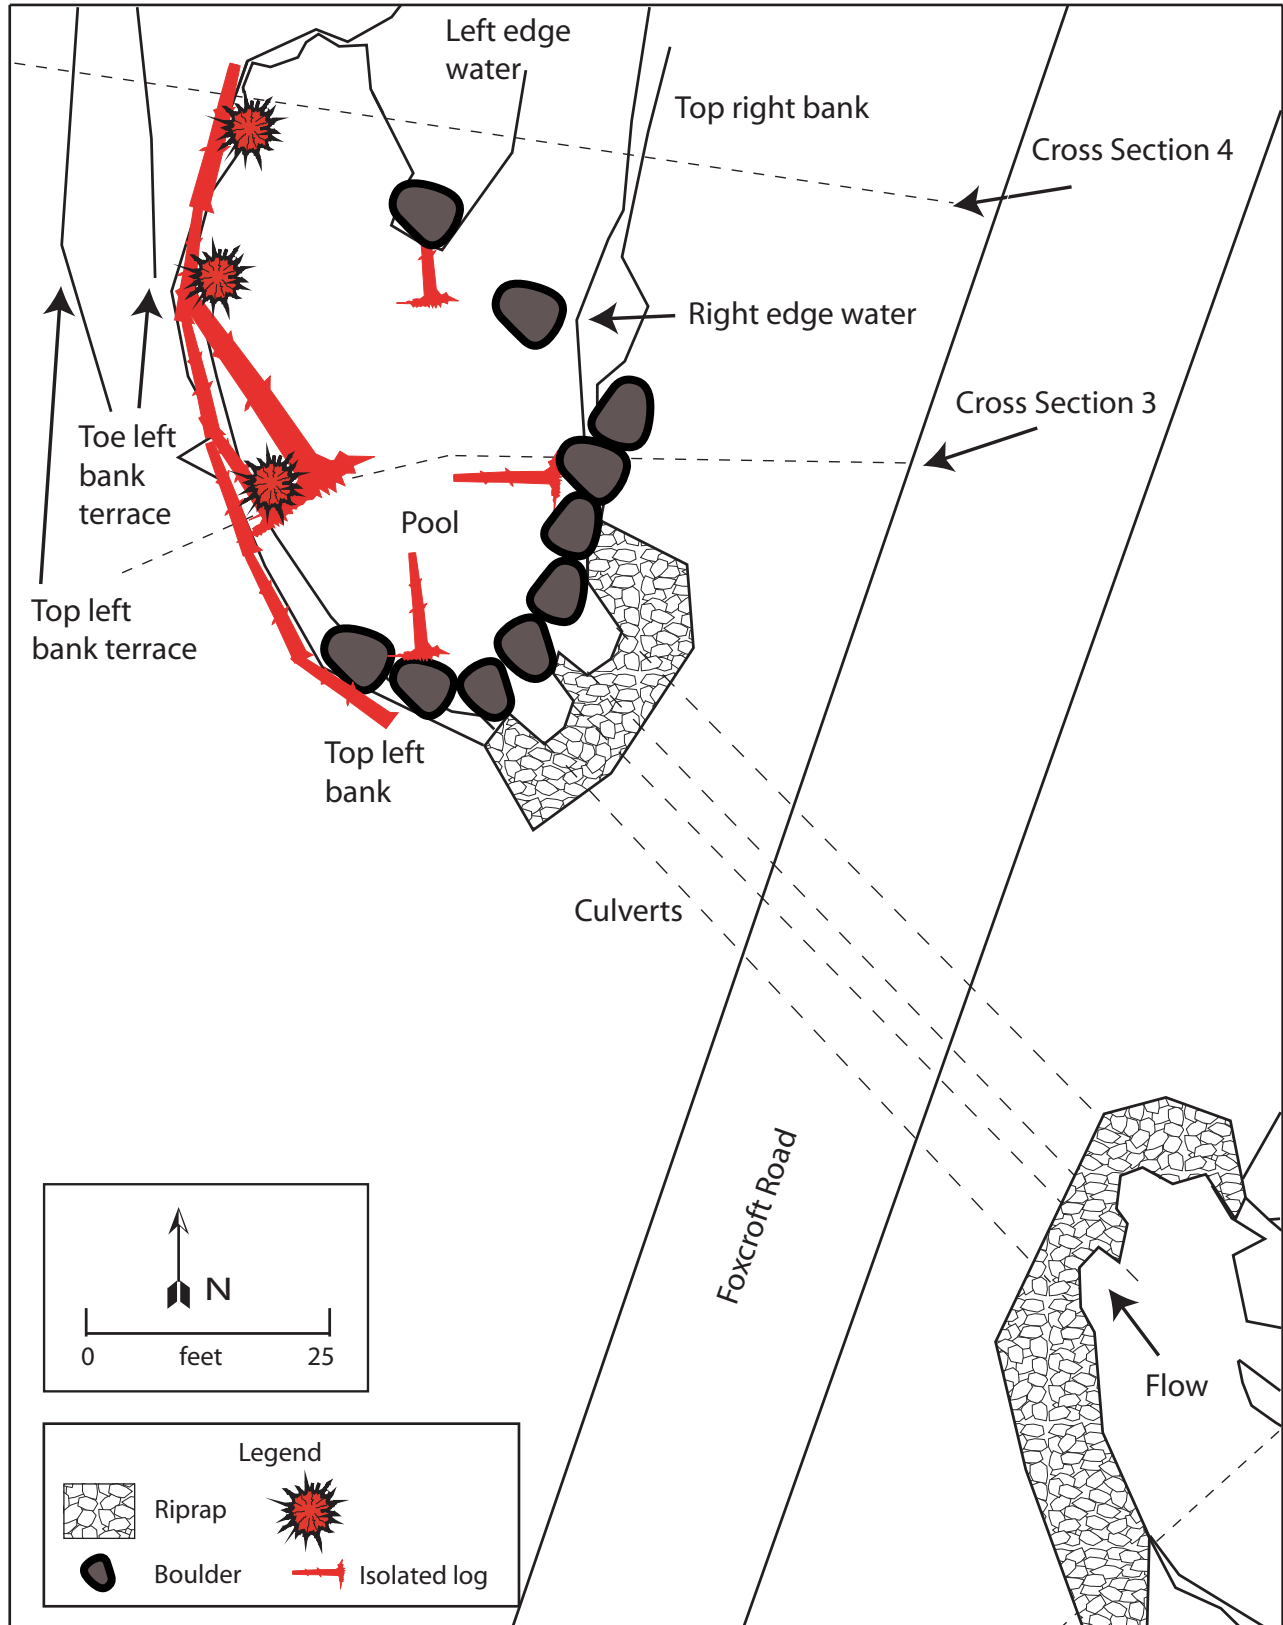 Left edge
water
Top right bank
Cross Section 4
Right edge water
Cross Section 3
Toe left
bank
terrace
Pool
Top left
bank terrace
Top left
bank
Culverts
Foxcroft Road
N
0 feet 25
Flow
Legend
Riprap
Boulder
Isolated log